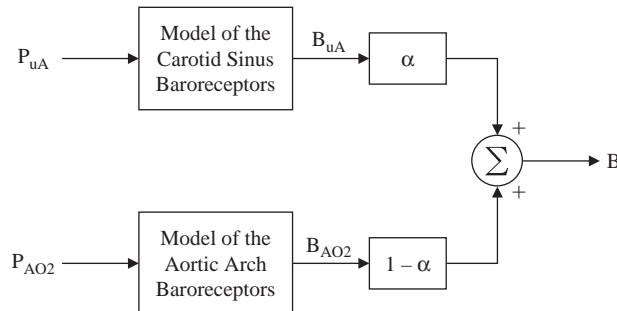 P_uA
Model of the
Carotid Sinus
Baroreceptors
B_uA
α
+
Σ
+
B
P_AO2
Model of the
Aortic Arch
Baroreceptors
B_AO2
1 – α